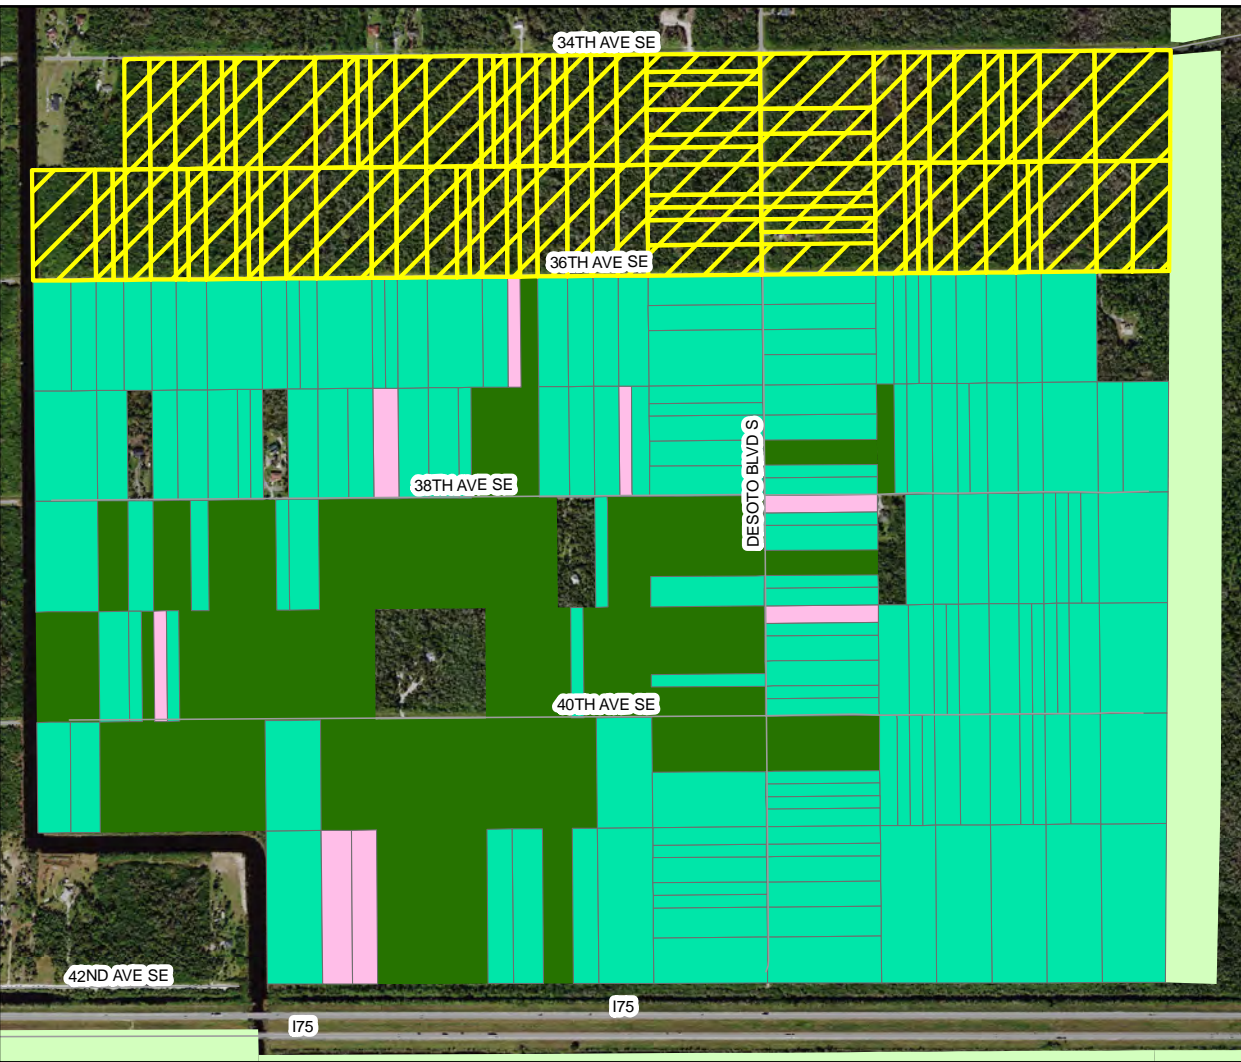 34TH AVE SE
36TH AVE SE
DESOTO BLVD S
38TH AVE SE
40TH AVE SE
42ND AVE SE
I75
I75